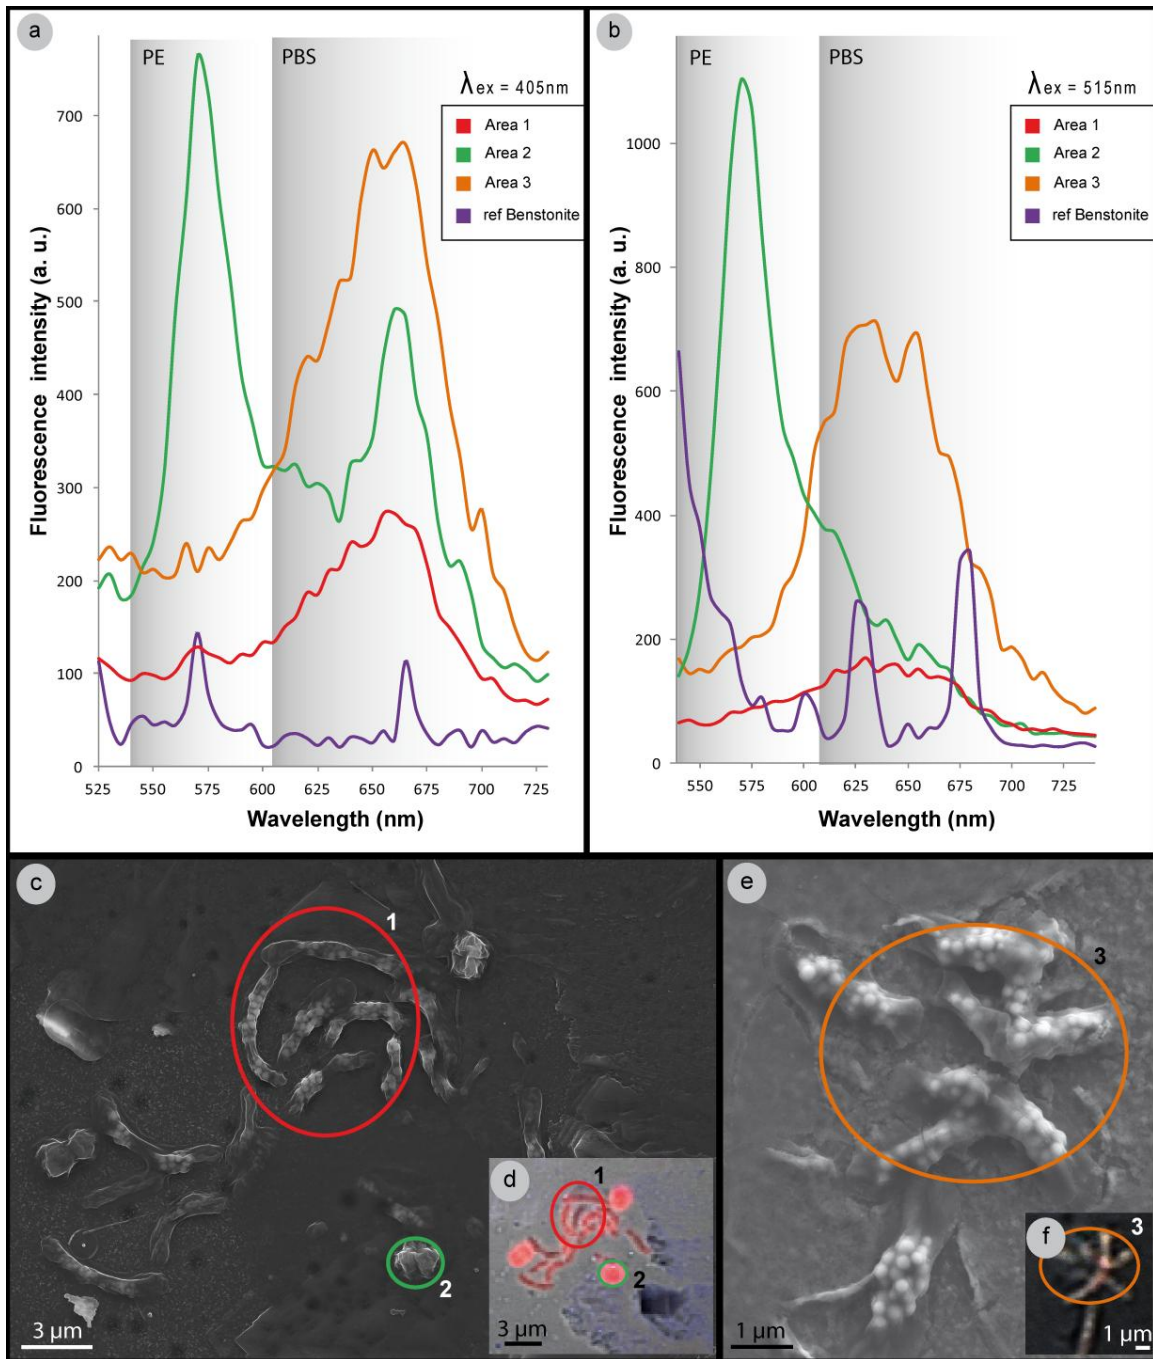 a
PE
PBS
λex = 405nm
Area 1
Area 2
Area 3
ref Benstonite
Fluorescence intensity (a. u.)
700
600
500
400
300
200
100
0
525 550 575 600 625 650 675 700 725
Wavelength (nm)
b
PE
PBS
λex = 515nm
Area 1
Area 2
Area 3
ref Benstonite
Fluorescence intensity (a. u.)
1000
800
600
400
200
0
550 575 600 625 650 675 700 725
Wavelength (nm)
c
1
2
3 µm
d
1
2
3 µm
e
3
1 µm
f
3
1 µm